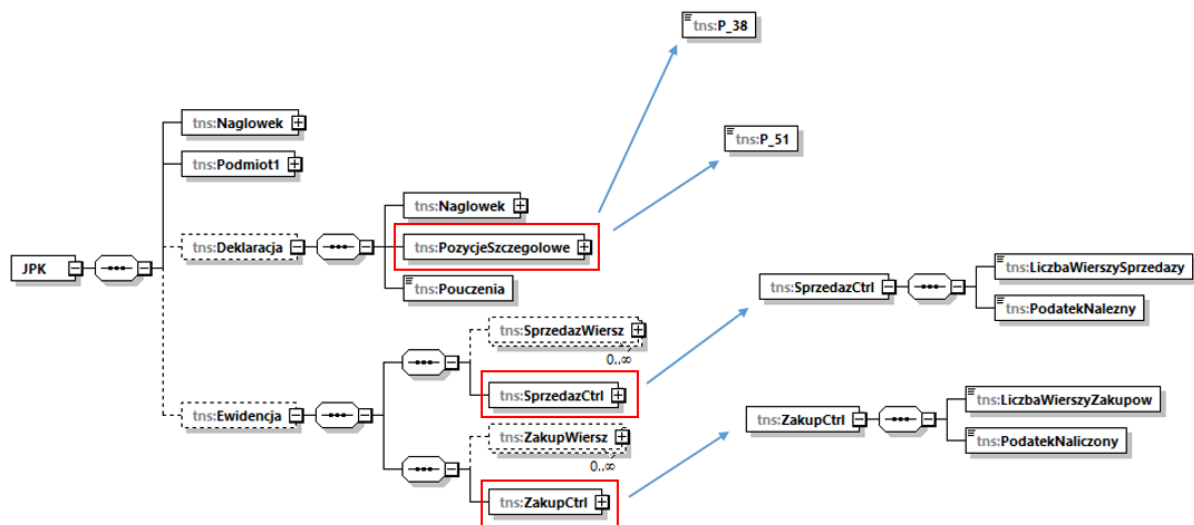 tns:P_38
tns:P_51
tns:Naglowek
tns:Podmiot1
JPK
tns:Deklaracja
tns:Naglowek
tns:PozycjeSzczegolowe
tns:Pouczenia
tns:Ewidencja
tns:SprzedazWiersz
0..∞
tns:SprzedazCtrl
tns:ZakupWiersz
0..∞
tns:ZakupCtrl
tns:SprzedazCtrl
tns:LiczbaWierszySprzedazy
tns:PodatekNalezny
tns:ZakupCtrl
tns:LiczbaWierszyZakupow
tns:PodatekNaliczony